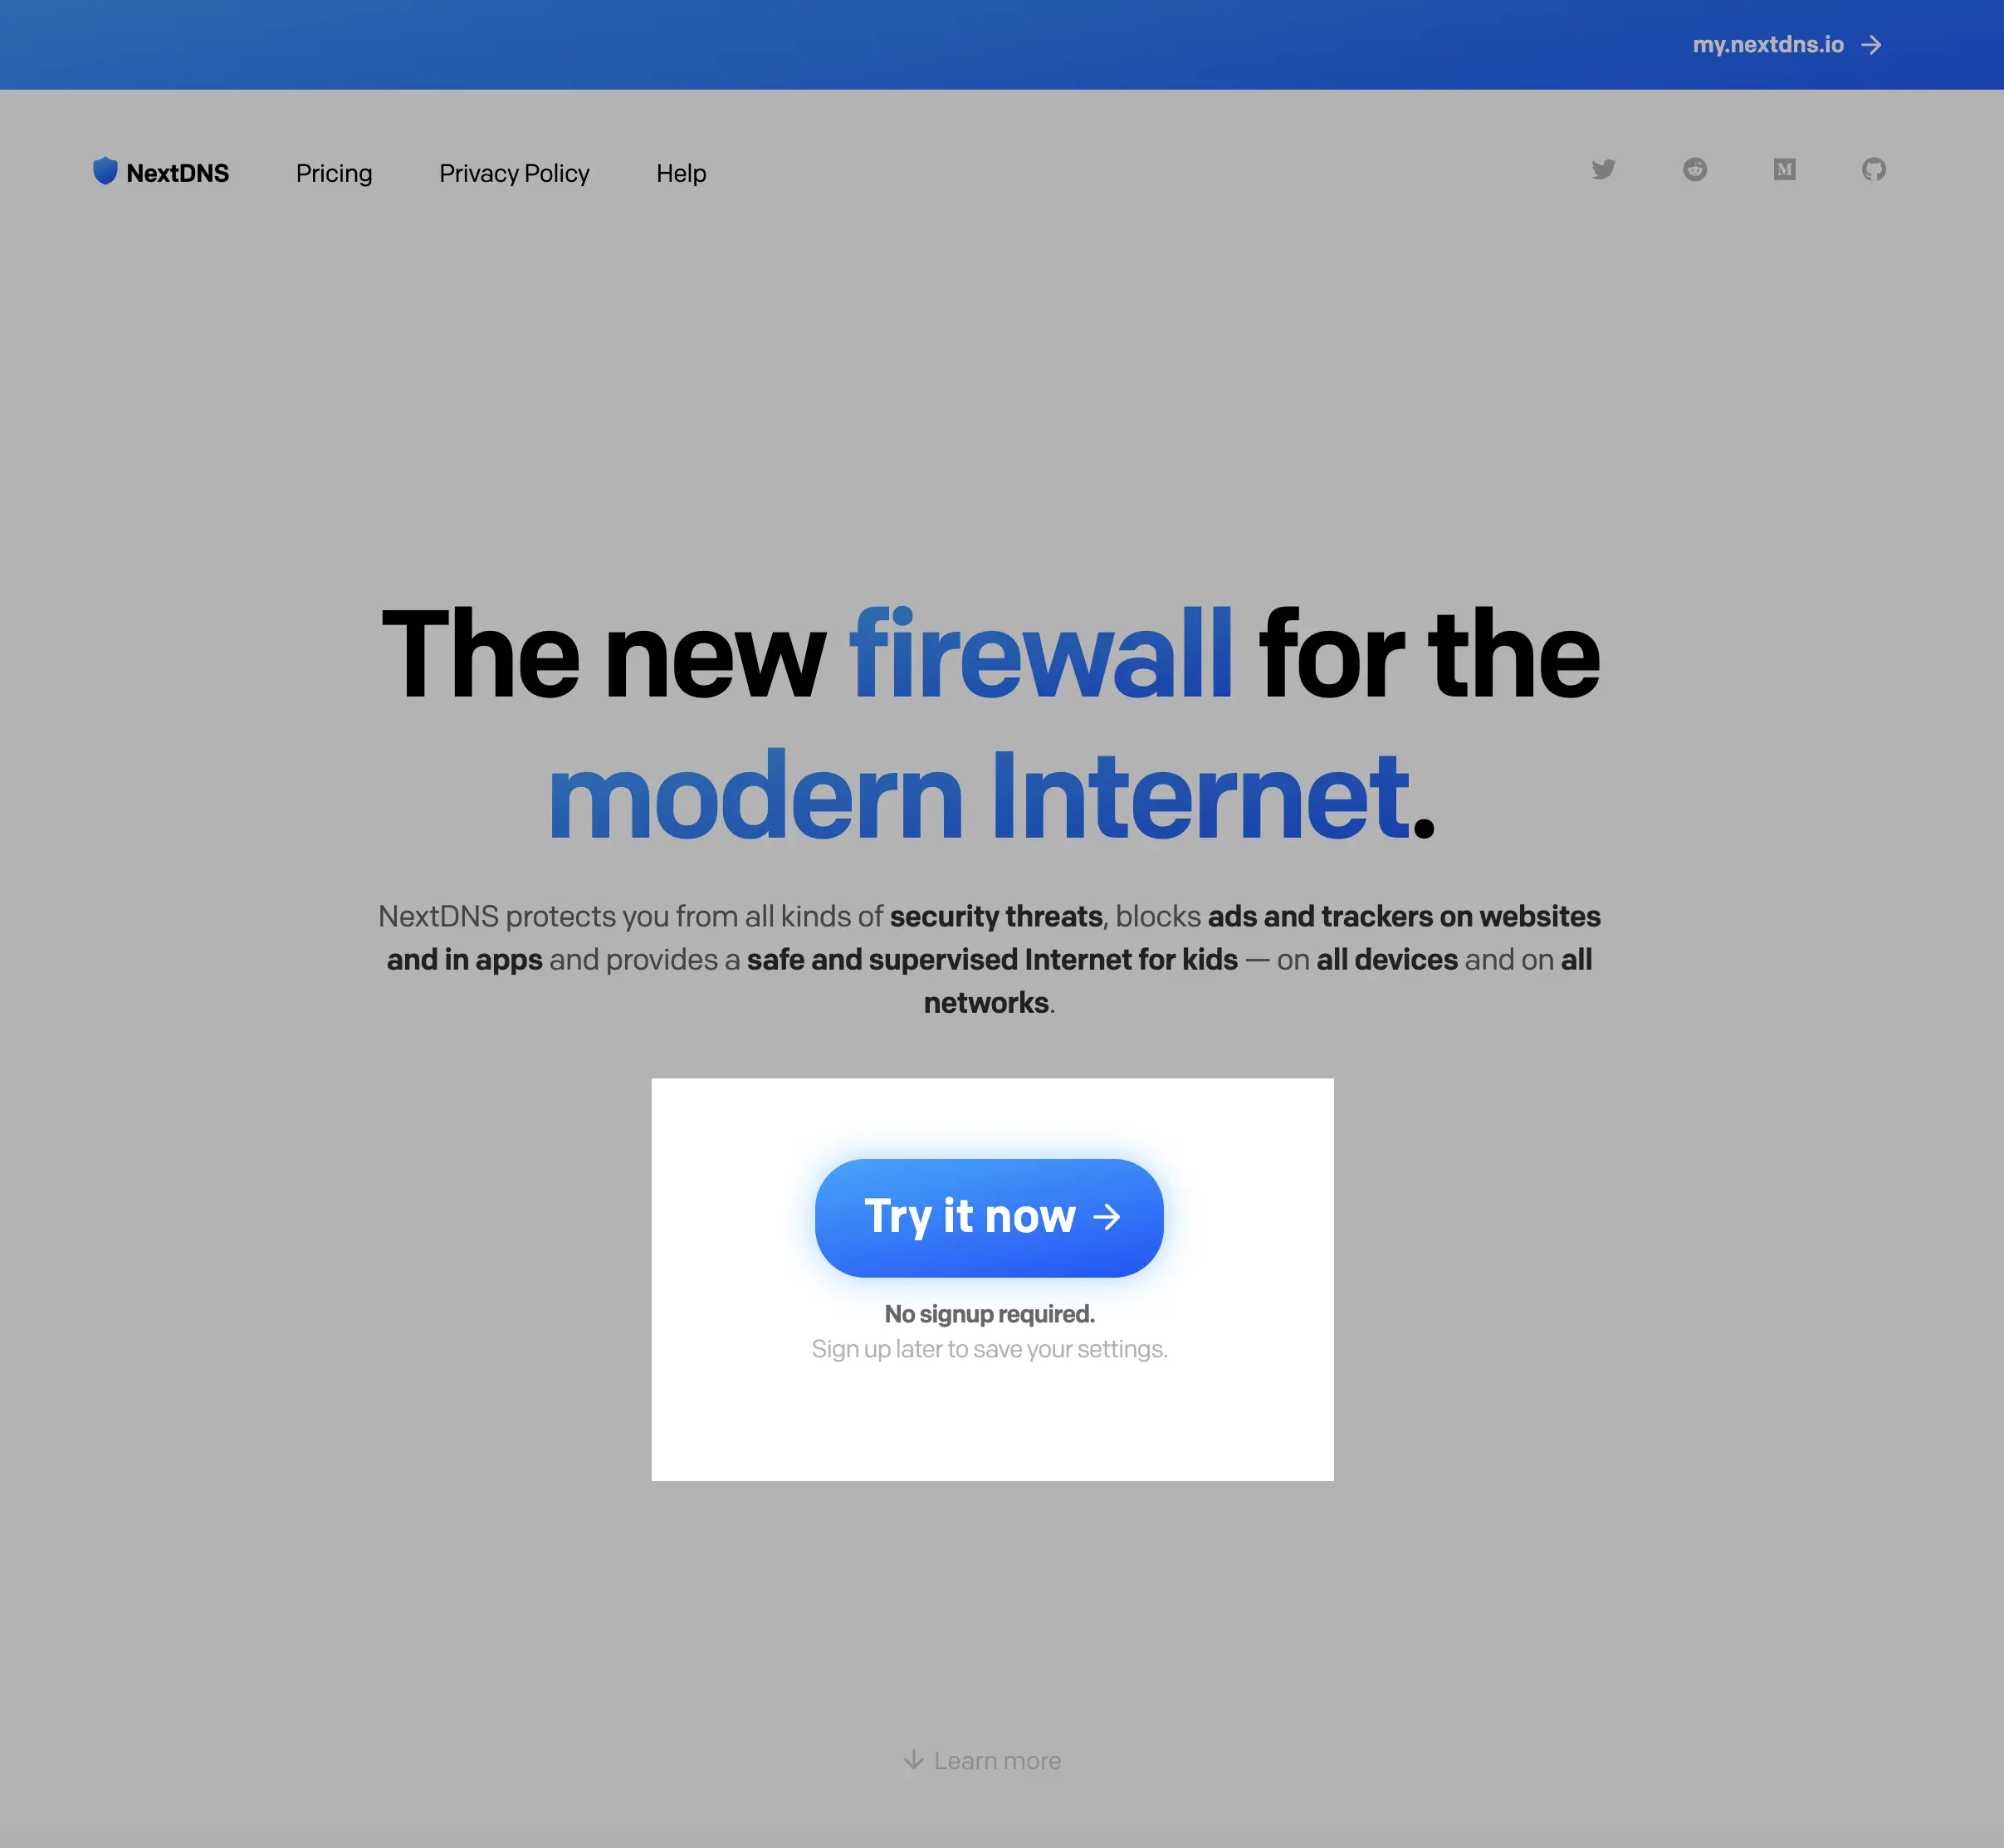 my.nextdns.io →
NextDNS Pricing Privacy Policy Help
The new firewall for the
modern Internet.
NextDNS protects you from all kinds of security threats, blocks ads and trackers on websites
and in apps and provides a safe and supervised Internet for kids — on all devices and on all
networks.
Try it now →
No signup required.
Sign up later to save your settings.
↓ Learn more